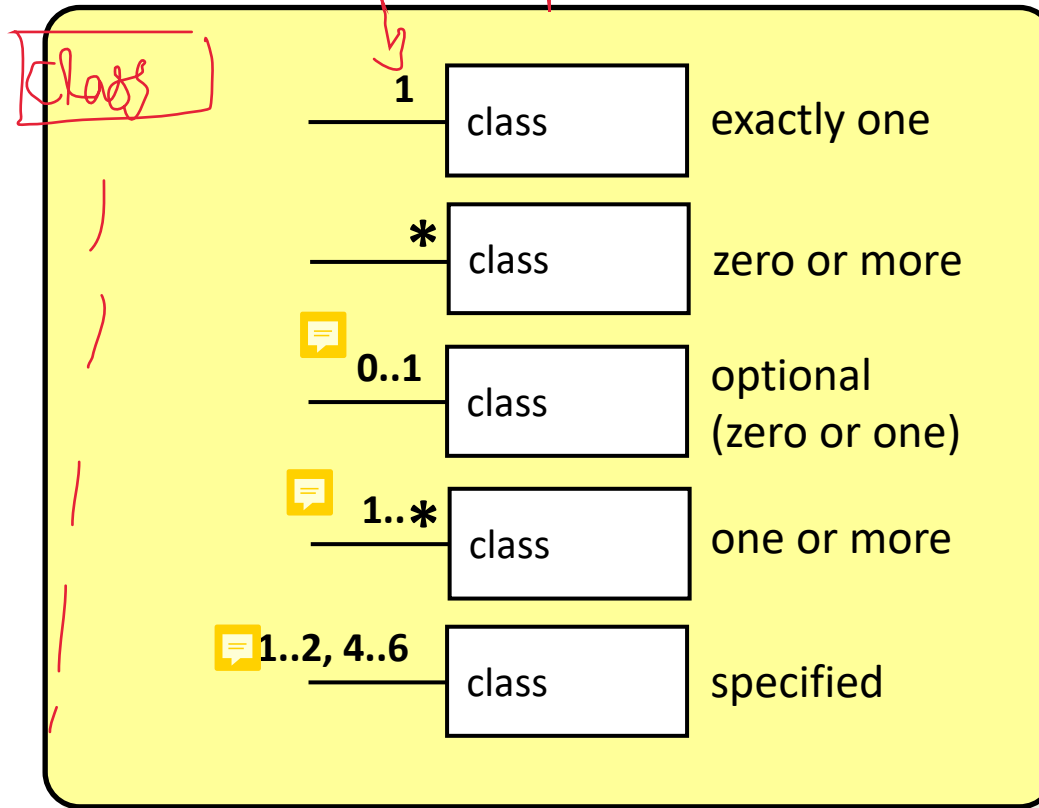 Class
1
class
exactly one
*
class
zero or more
0..1
class
optional
(zero or one)
1..*
class
one or more
1..2, 4..6
class
specified